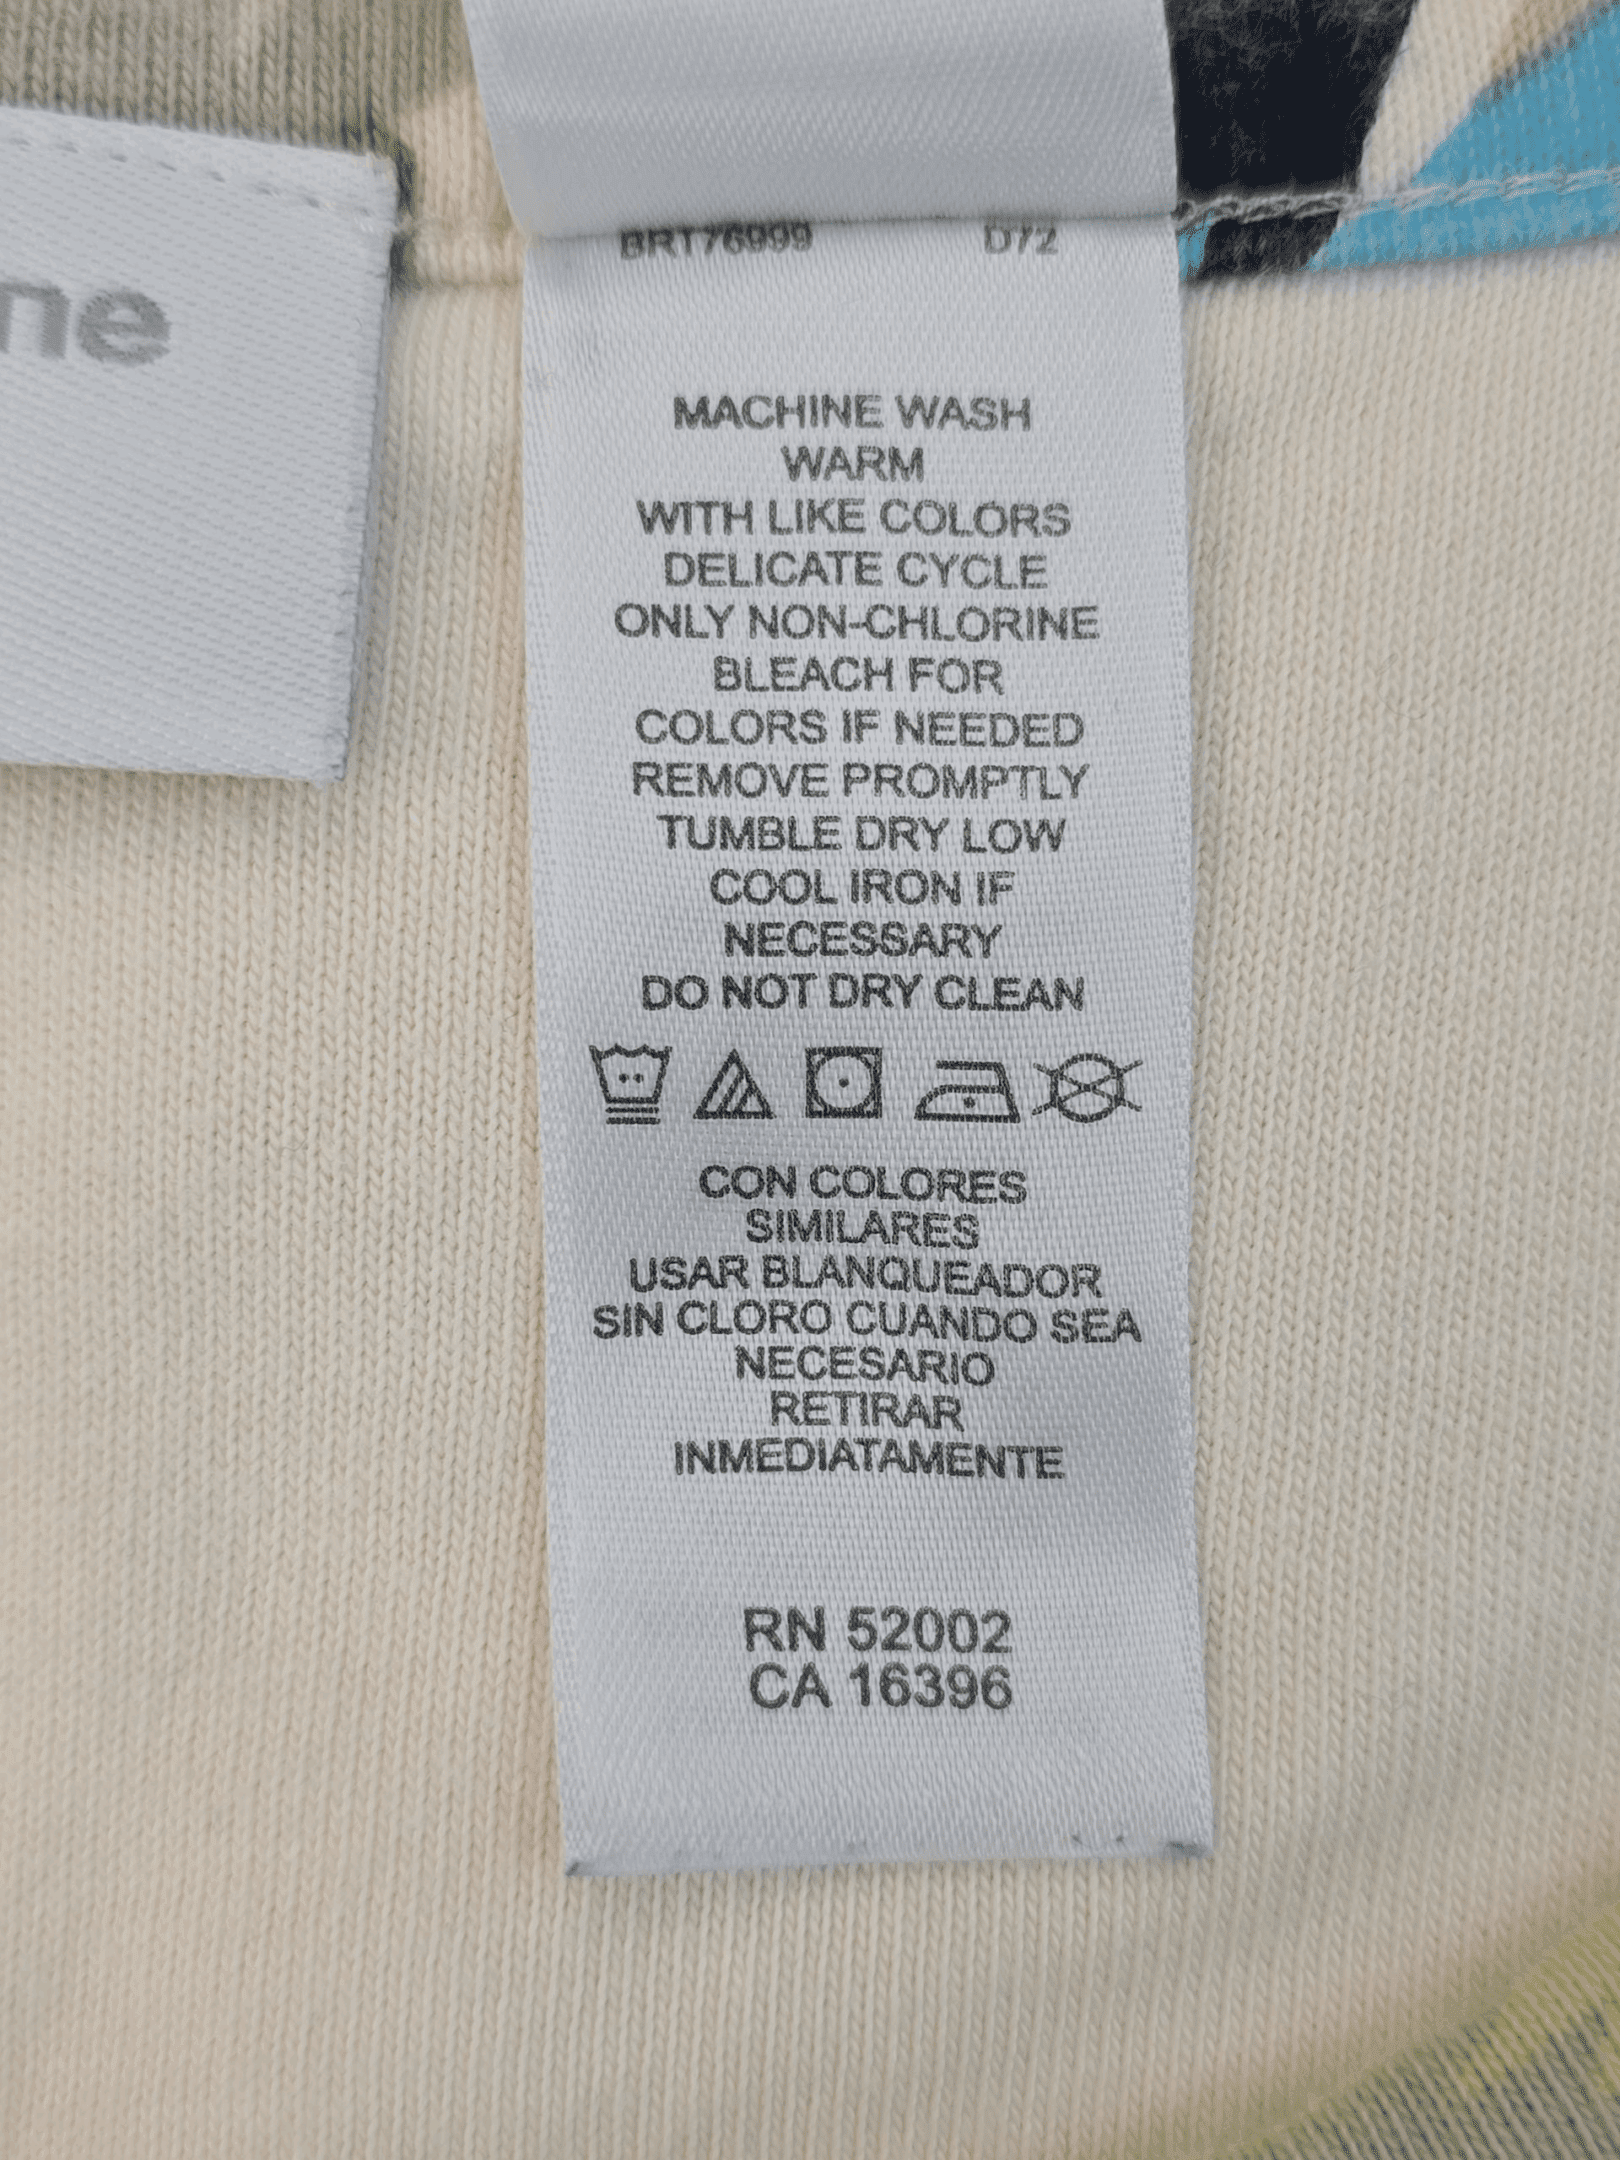 ne
BRT76999 D72
MACHINE WASH
WARM
WITH LIKE COLORS
DELICATE CYCLE
ONLY NON-CHLORINE
BLEACH FOR
COLORS IF NEEDED
REMOVE PROMPTLY
TUMBLE DRY LOW
COOL IRON IF
NECESSARY
DO NOT DRY CLEAN
CON COLORES
SIMILARES
USAR BLANQUEADOR
SIN CLORO CUANDO SEA
NECESARIO
RETIRAR
INMEDIATAMENTE
RN 52002
CA 16396